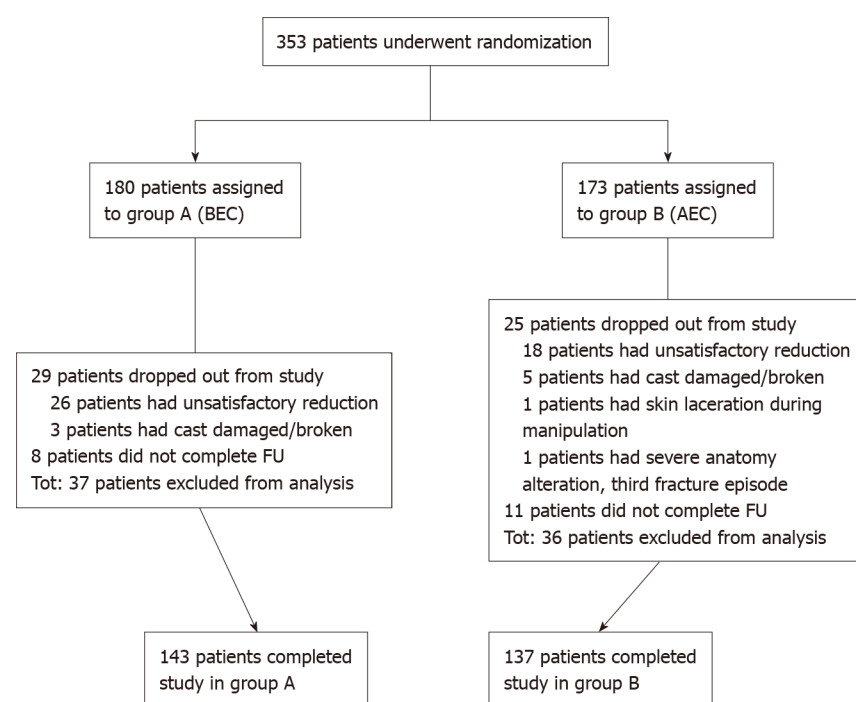 353 patients underwent randomization
180 patients assigned
to group A (BEC)
173 patients assigned
to group B (AEC)
29 patients dropped out from study
26 patients had unsatisfactory reduction
3 patients had cast damaged/broken
8 patients did not complete FU
Tot: 37 patients excluded from analysis
25 patients dropped out from study
18 patients had unsatisfactory reduction
5 patients had cast damaged/broken
1 patients had skin laceration during
manipulation
1 patients had severe anatomy
alteration, third fracture episode
11 patients did not complete FU
Tot: 36 patients excluded from analysis
143 patients completed
study in group A
137 patients completed
study in group B